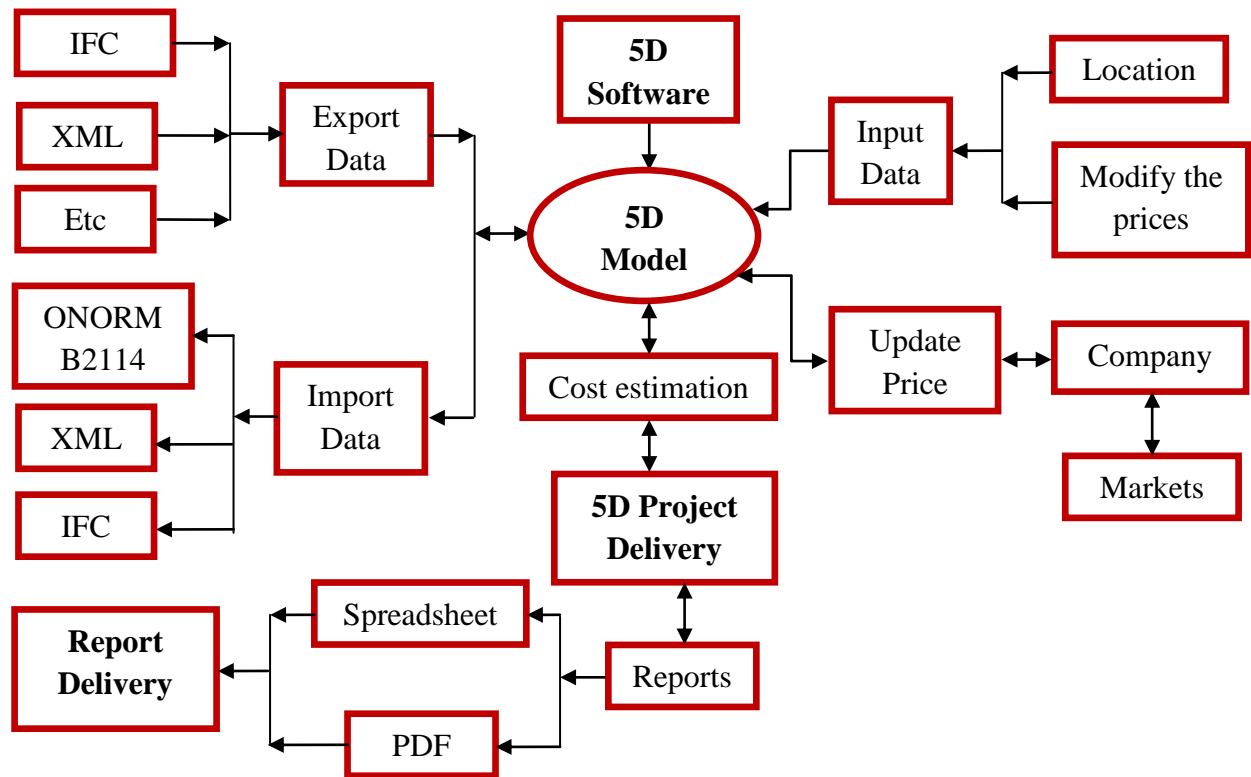 IFC
XML
Etc
Export
Data
5D
Software
5D
Model
Input
Data
Location
Modify the
prices
ONORM
B2114
XML
IFC
Import
Data
Cost estimation
Update
Price
Company
Markets
5D Project
Delivery
Reports
Spreadsheet
PDF
Report
Delivery